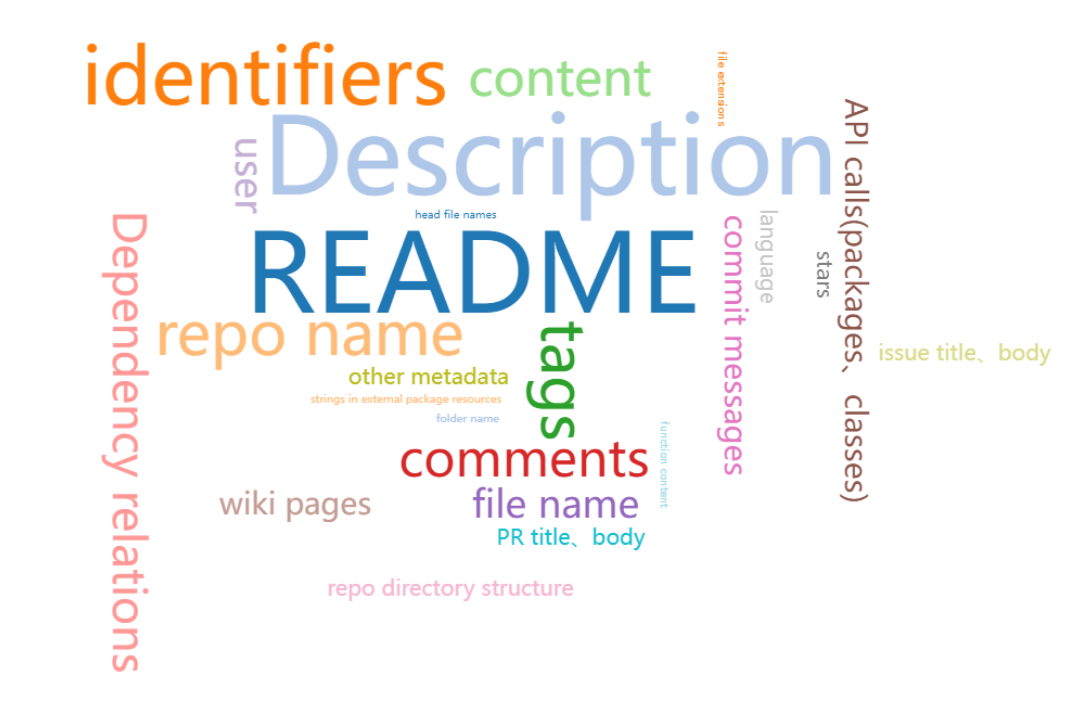 identifiers
content
file extensions
Description
user
API calls(packages、classes)
head file names
README
commit messages
language
stars
Dependency relations
repo name
tags
issue title、body
other metadata
strings in external package resources
folder name
function content
comments
wiki pages
file name
PR title、body
repo directory structure